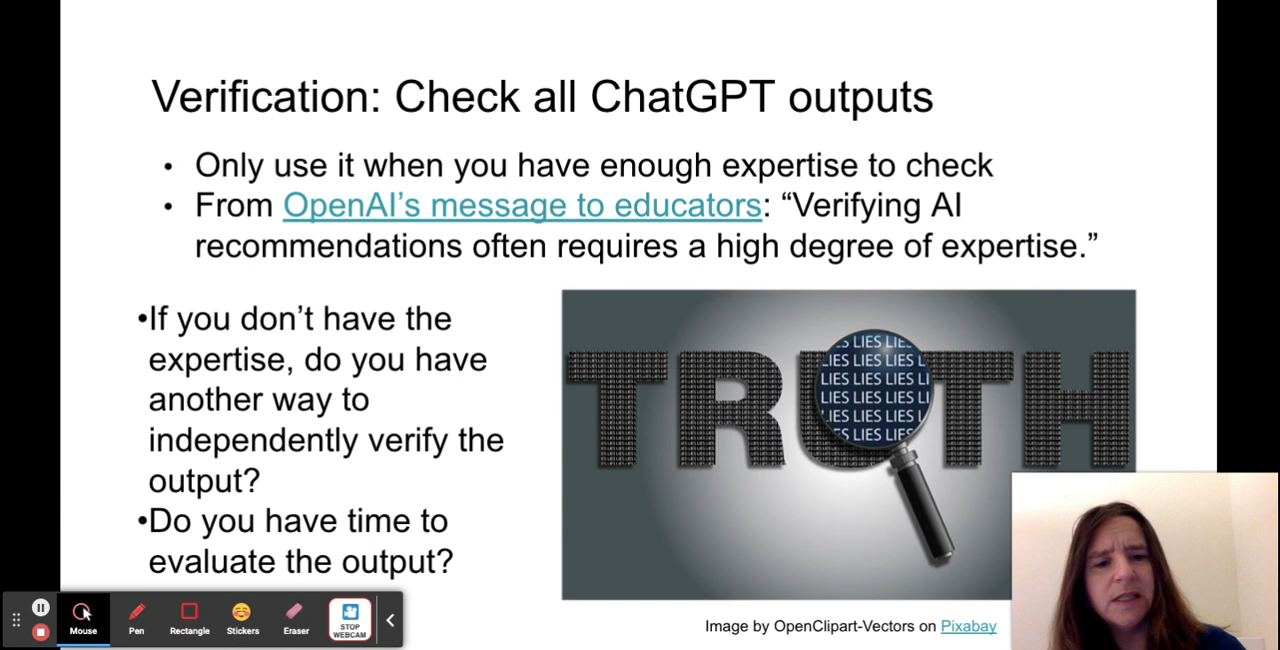 Verification: Check all ChatGPT outputs
• Only use it when you have enough expertise to check
• From OpenAI’s message to educators: “Verifying AI
recommendations often requires a high degree of expertise.”
•If you don’t have the
expertise, do you have
another way to
independently verify the
output?
•Do you have time to
evaluate the output?
TRUTH
LIES LIES
LIES LIES LIES
LIES LIES LIES LI
LIES LIES LIES
LIES LIES LIES
LIES LIES
Image by OpenClipart-Vectors on Pixabay
Mouse
Pen
Rectangle
Stickers
Eraser
STOP
WEBCAM